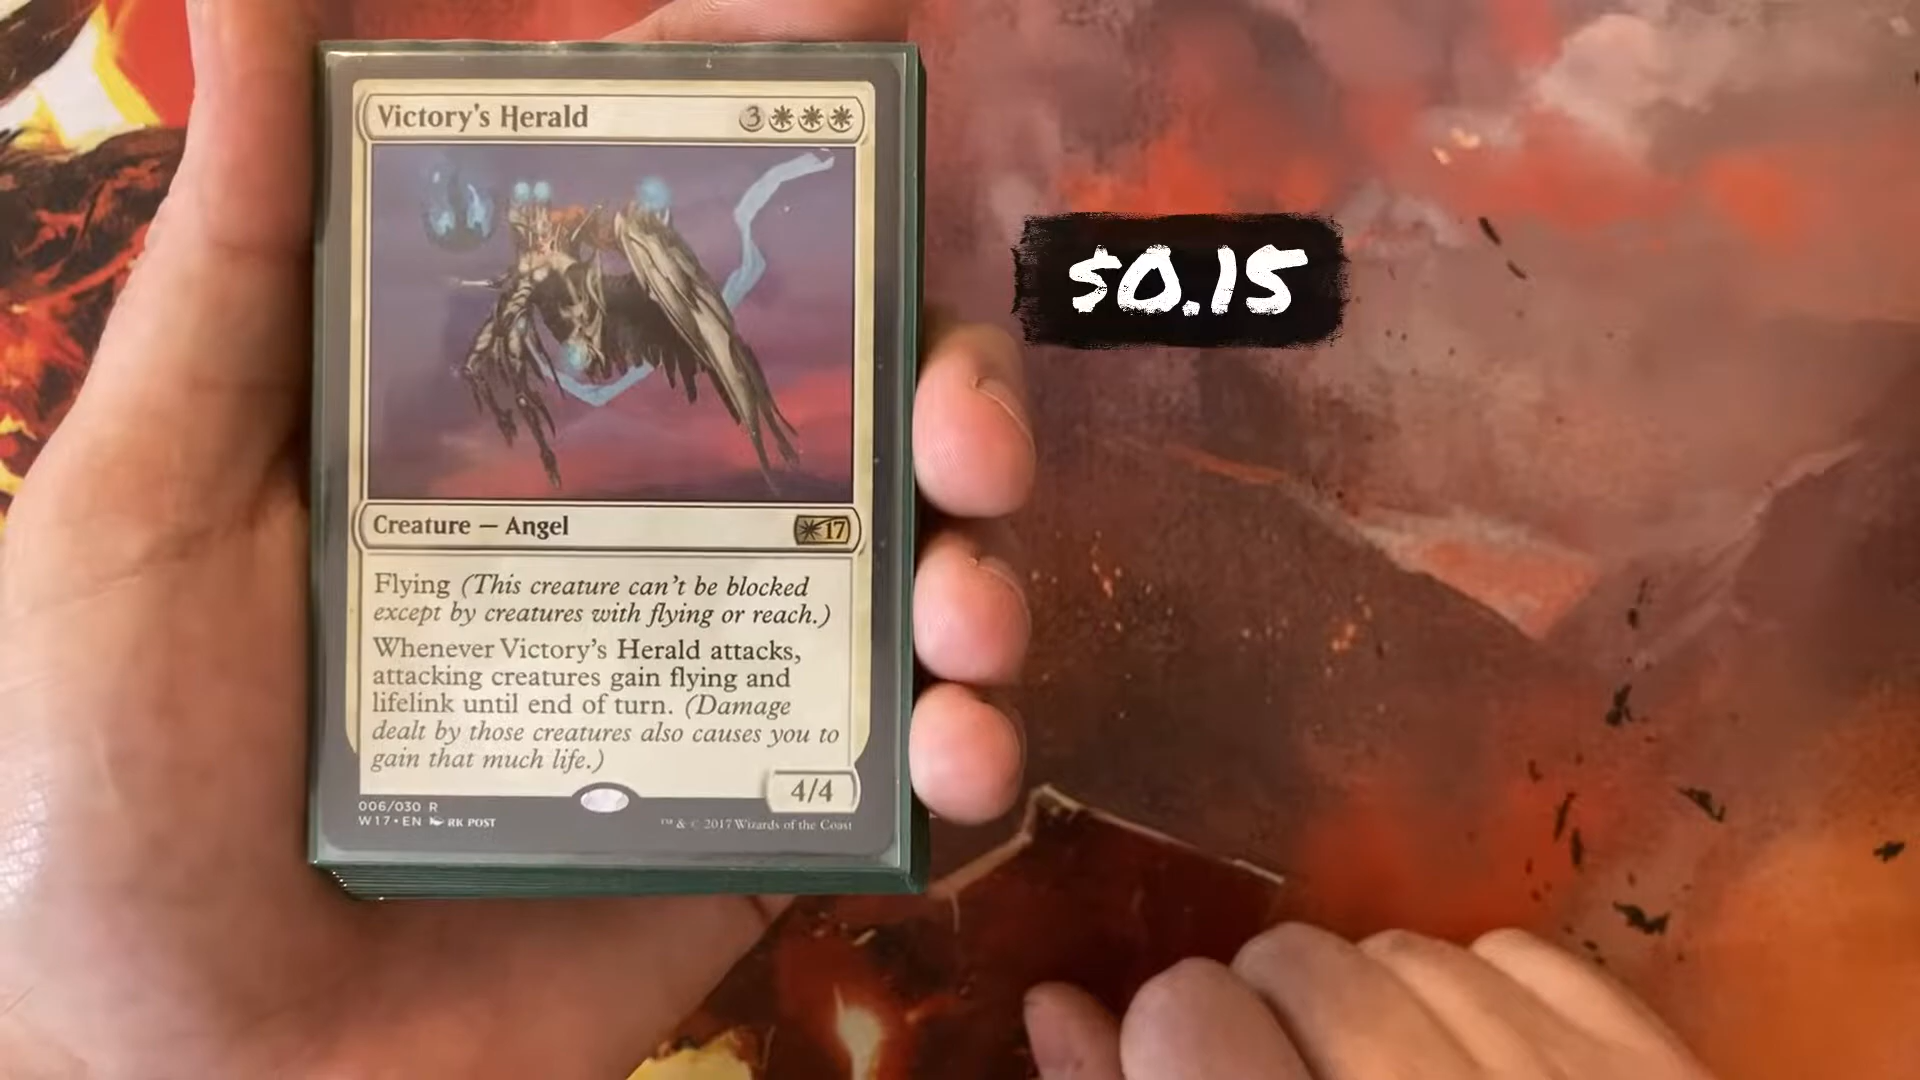 Victory's Herald 3
$0.15
Creature — Angel 17
Flying (This creature can't be blocked
except by creatures with flying or reach.)
Whenever Victory's Herald attacks,
attacking creatures gain flying and
lifelink until end of turn. (Damage
dealt by those creatures also causes you to
gain that much life.)
4/4
006/030 R
W17•EN RK POST
™ & © 2017 Wizards of the Coast